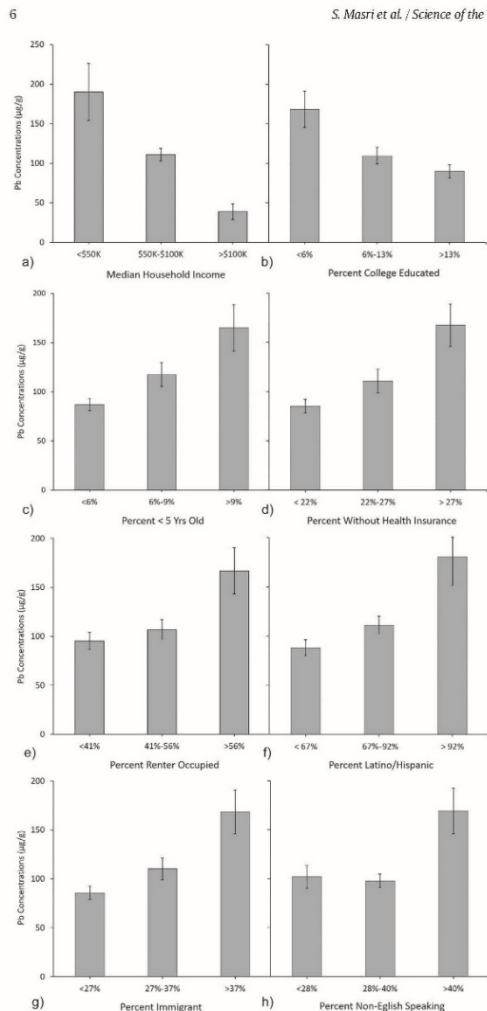 6
S. Masri et al. / Science of the
250
200
150
100
50
0
Pb Concentrations (µg/g)
<$50K
$50K-$100K
>$100K
<6%
6%-13%
>13%
a)
Median Household Income
b)
Percent College Educated
200
150
100
50
0
Pb Concentrations (µg/g)
<6%
6%-9%
>9%
< 22%
22%-27%
> 27%
c)
Percent < 5 Yrs Old
d)
Percent Without Health Insurance
200
150
100
50
0
Pb Concentrations (µg/g)
<41%
41%-56%
>56%
< 67%
67%-92%
> 92%
e)
Percent Renter Occupied
f)
Percent Latino/Hispanic
200
150
100
50
0
Pb Concentrations (µg/g)
<27%
27%-37%
>37%
<28%
28%-40%
>40%
g)
Percent Immigrant
h)
Percent Non-Eglish Speaking